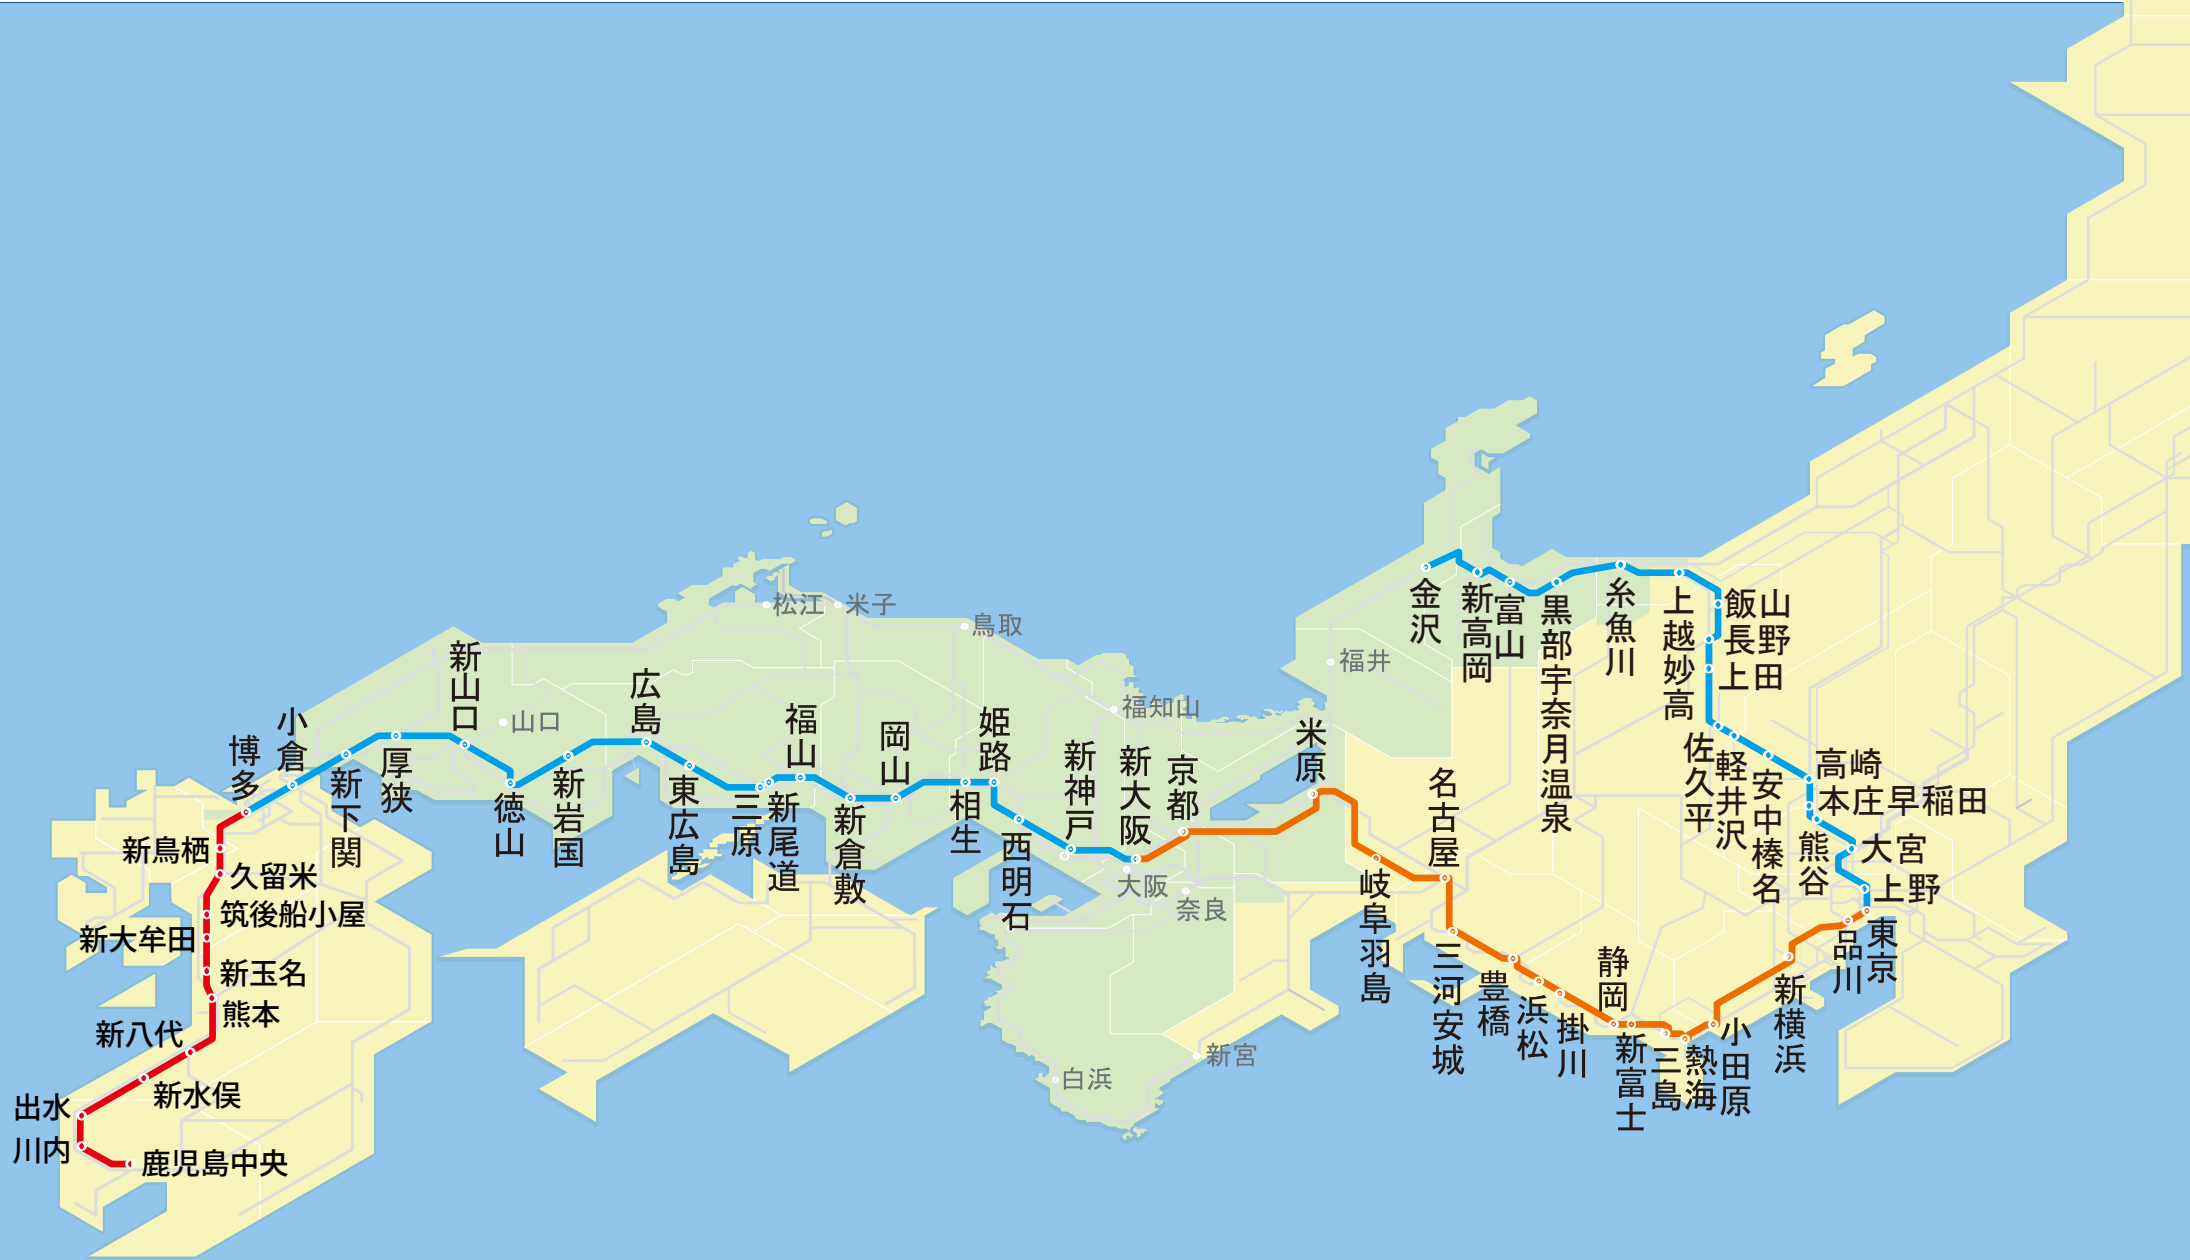 博多
小倉
新下関
厚狭
新山口
山口
徳山
新岩国
広島
東広島
三原
新尾道
福山
新倉敷
岡山
相生
姫路
西明石
新神戸
新大阪
大阪
京都
奈良
米原
岐阜羽島
名古屋
三河安城
豊橋
浜松
掛川
静岡
新富士
三島
熱海
小田原
新横浜
品川
東京
上野
大宮
熊谷
本庄早稲田
高崎
安中榛名
軽井沢
佐久平
上田
長野
飯山
上越妙高
糸魚川
黒部宇奈月温泉
富山
新高岡
金沢
福井
松江
米子
鳥取
福知山
白浜
新宮
新鳥栖
久留米
筑後船小屋
新大牟田
新玉名
熊本
新八代
新水俣
出水
川内
鹿児島中央